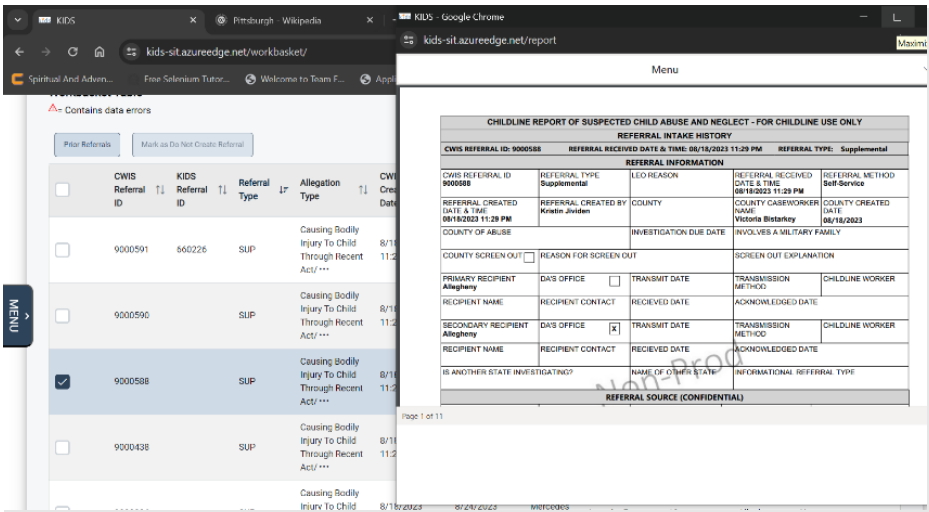 KIDS
Pittsburgh - Wikipedia
KIDS - Google Chrome
kids-sit.azureedge.net/workbasket/
kids-sit.azureedge.net/report
Maximi
Spiritual And Adven...
Free Selenium Tutor...
Welcome to Team F...
Appli
Menu
= Contains data errors
Prior Referrals
Mark as Do Not Create Referral
CWIS Referral ID
KIDS Referral ID
Referral Type
Allegation Type
9000591 660226 SUP
Causing Bodily
Injury To Child
Through Recent
Act/ ...
9000590 SUP
Causing Bodily
Injury To Child
Through Recent
Act/ ...
9000588 SUP
Causing Bodily
Injury To Child
Through Recent
Act/ ...
9000438 SUP
Causing Bodily
Injury To Child
Through Recent
Act/ ...
Causing Bodily
Injury To Child
8/18/2023 8/24/2023 Mercedes
MENU
CHILDLINE REPORT OF SUSPECTED CHILD ABUSE AND NEGLECT - FOR CHILDLINE USE ONLY
REFERRAL INTAKE HISTORY
CWIS REFERRAL ID: 9000588 REFERRAL RECEIVED DATE & TIME: 08/18/2023 11:29 PM REFERRAL TYPE: Supplemental
REFERRAL INFORMATION
CWIS REFERRAL ID
9000588
REFERRAL TYPE
Supplemental
LEO REASON
REFERRAL RECEIVED
DATE & TIME
08/18/2023 11:29 PM
REFERRAL METHOD
Self-Service
REFERRAL CREATED
DATE & TIME
08/18/2023 11:29 PM
REFERRAL CREATED BY
Kristin Jividen
COUNTY
COUNTY CASEWORKER
NAME
Victoria Bistarkey
COUNTY CREATED
DATE
08/18/2023
COUNTY OF ABUSE
INVESTIGATION DUE DATE
INVOLVES A MILITARY FAMILY
COUNTY SCREEN OUT
REASON FOR SCREEN OUT
SCREEN OUT EXPLANATION
PRIMARY RECIPIENT
Allegheny
DA'S OFFICE
TRANSMIT DATE
TRANSMISSION
METHOD
CHILDLINE WORKER
RECIPIENT NAME
RECIPIENT CONTACT
RECIEVED DATE
ACKNOWLEDGED DATE
SECONDARY RECIPIENT
Allegheny
DA'S OFFICE
X
TRANSMIT DATE
TRANSMISSION
METHOD
CHILDLINE WORKER
RECIPIENT NAME
RECIPIENT CONTACT
RECIEVED DATE
ACKNOWLEDGED DATE
IS ANOTHER STATE INVESTIGATING?
NAME OF OTHER STATE
INFORMATIONAL REFERRAL TYPE
Non-Prod
REFERRAL SOURCE (CONFIDENTIAL)
Page 1 of 11